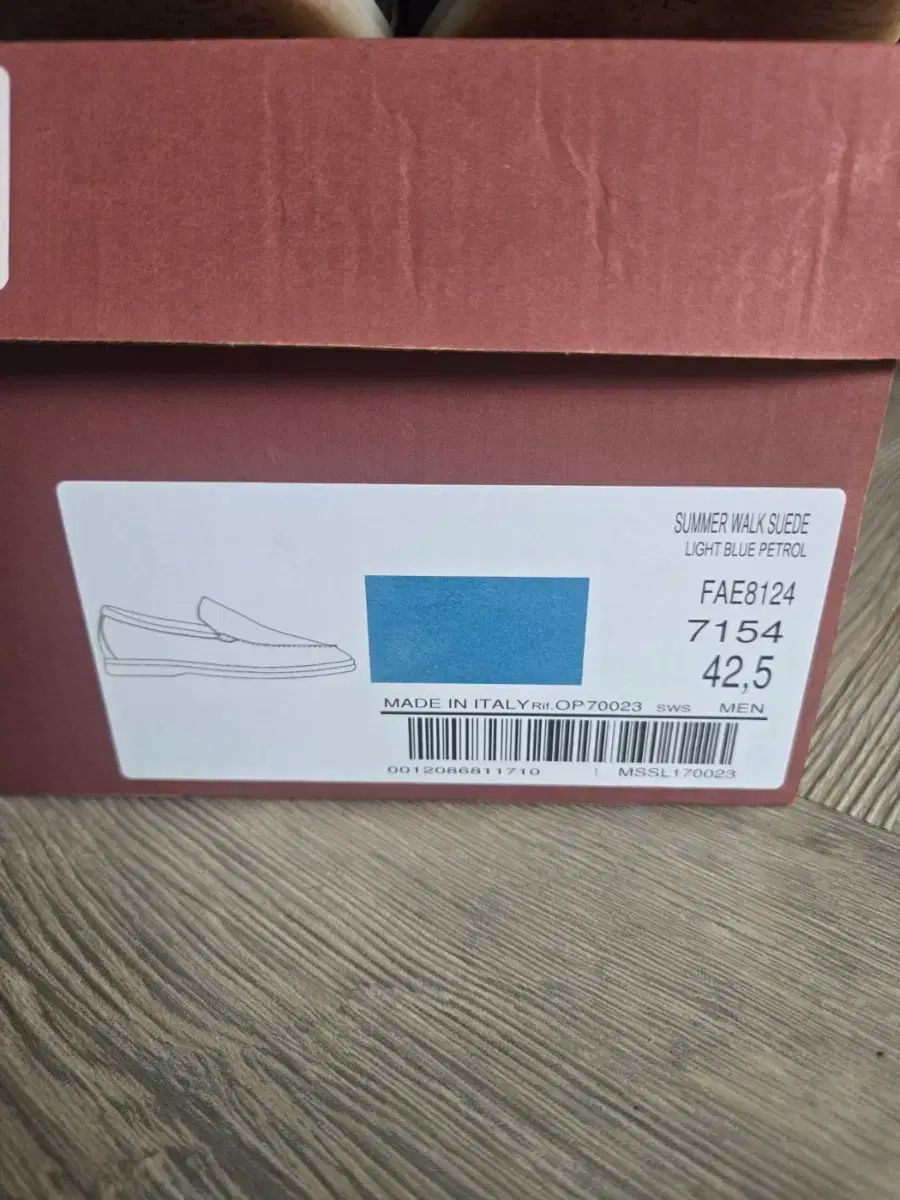 SUMMER WALK SUEDE
LIGHT BLUE PETROL
FAE8124
7154
42,5
MADE IN ITALY Rif. OP70023 SWS MEN
0012086811710 | MSSL170023